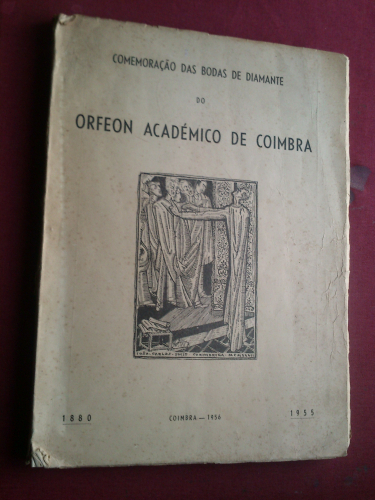 COMEMORAÇÃO DAS BODAS DE DIAMANTE
DO
ORFEON ACADÉMICO DE COIMBRA
1880
COIMBRA — 1956
1955